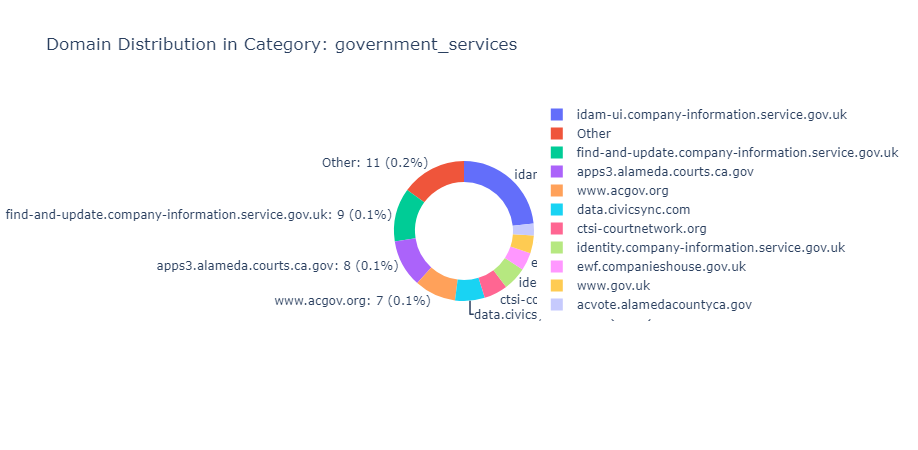 Domain Distribution in Category: government_services
Other: 11 (0.2%)
find-and-update.company-information.service.gov.uk: 9 (0.1%)
apps3.alameda.courts.ca.gov: 8 (0.1%)
www.acgov.org: 7 (0.1%)
data.civics
ctsi-cc
ide
e
idar
idam-ui.company-information.service.gov.uk
Other
find-and-update.company-information.service.gov.uk
apps3.alameda.courts.ca.gov
www.acgov.org
data.civicsync.com
ctsi-courtnetwork.org
identity.company-information.service.gov.uk
ewf.companieshouse.gov.uk
www.gov.uk
acvote.alamedacountyca.gov